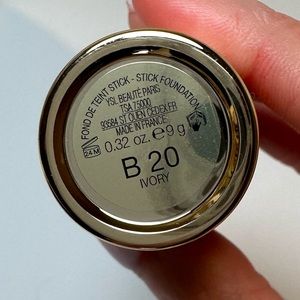 FOND DE TEINT STICK - STICK FOUNDATION
YSL BEAUTÉ PARIS
TSA 75000
93584 ST OUEN CEDEX FR
MADE IN FRANCE
24M 0.32 oz. e 9 g
B 20
IVORY